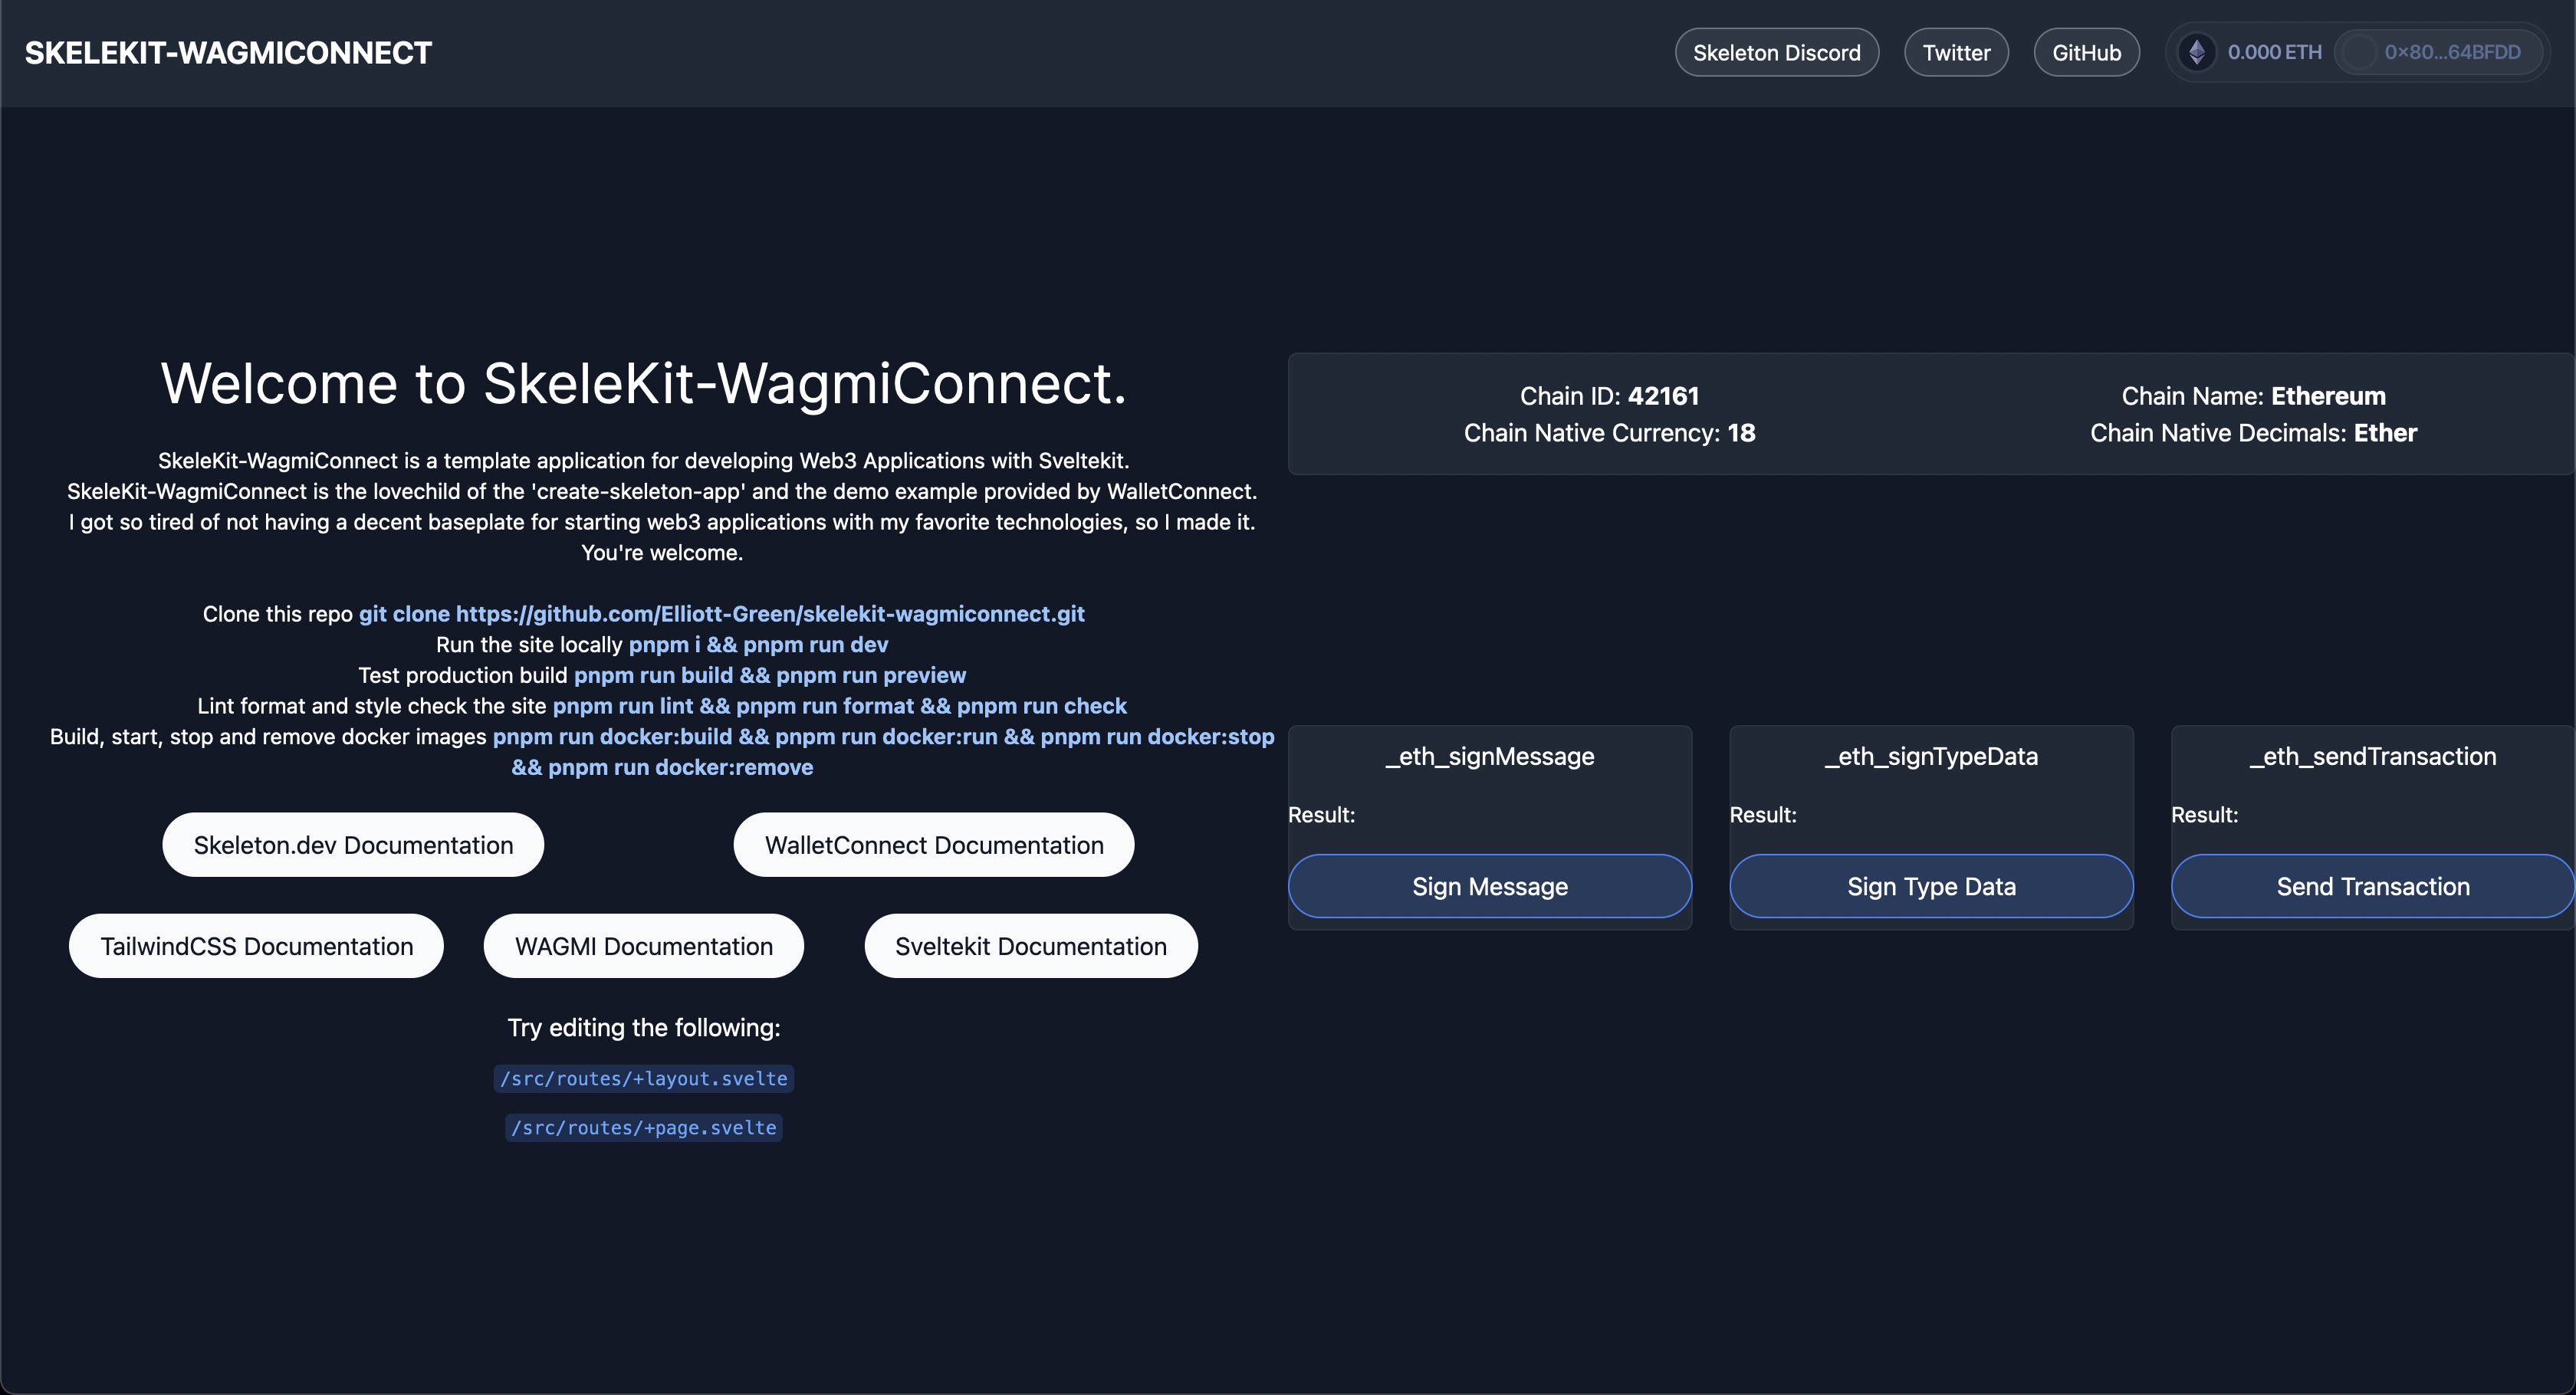 SKELEKIT-WAGMICONNECT
Skeleton Discord
Twitter
GitHub
0.000 ETH
0×80...64BFDD
Welcome to SkeleKit-WagmiConnect.
SkeleKit-WagmiConnect is a template application for developing Web3 Applications with Sveltekit.
SkeleKit-WagmiConnect is the lovechild of the 'create-skeleton-app' and the demo example provided by WalletConnect.
I got so tired of not having a decent baseplate for starting web3 applications with my favorite technologies, so I made it.
You're welcome.
Clone this repo git clone https://github.com/Elliott-Green/skelekit-wagmiconnect.git
Run the site locally pnpm i && pnpm run dev
Test production build pnpm run build && pnpm run preview
Lint format and style check the site pnpm run lint && pnpm run format && pnpm run check
Build, start, stop and remove docker images pnpm run docker:build && pnpm run docker:run && pnpm run docker:stop
&& pnpm run docker:remove
Skeleton.dev Documentation
WalletConnect Documentation
TailwindCSS Documentation
WAGMI Documentation
Sveltekit Documentation
Try editing the following:
/src/routes/+layout.svelte
/src/routes/+page.svelte
Chain ID: 42161
Chain Name: Ethereum
Chain Native Currency: 18
Chain Native Decimals: Ether
_eth_signMessage
Result:
Sign Message
_eth_signTypeData
Result:
Sign Type Data
_eth_sendTransaction
Result:
Send Transaction